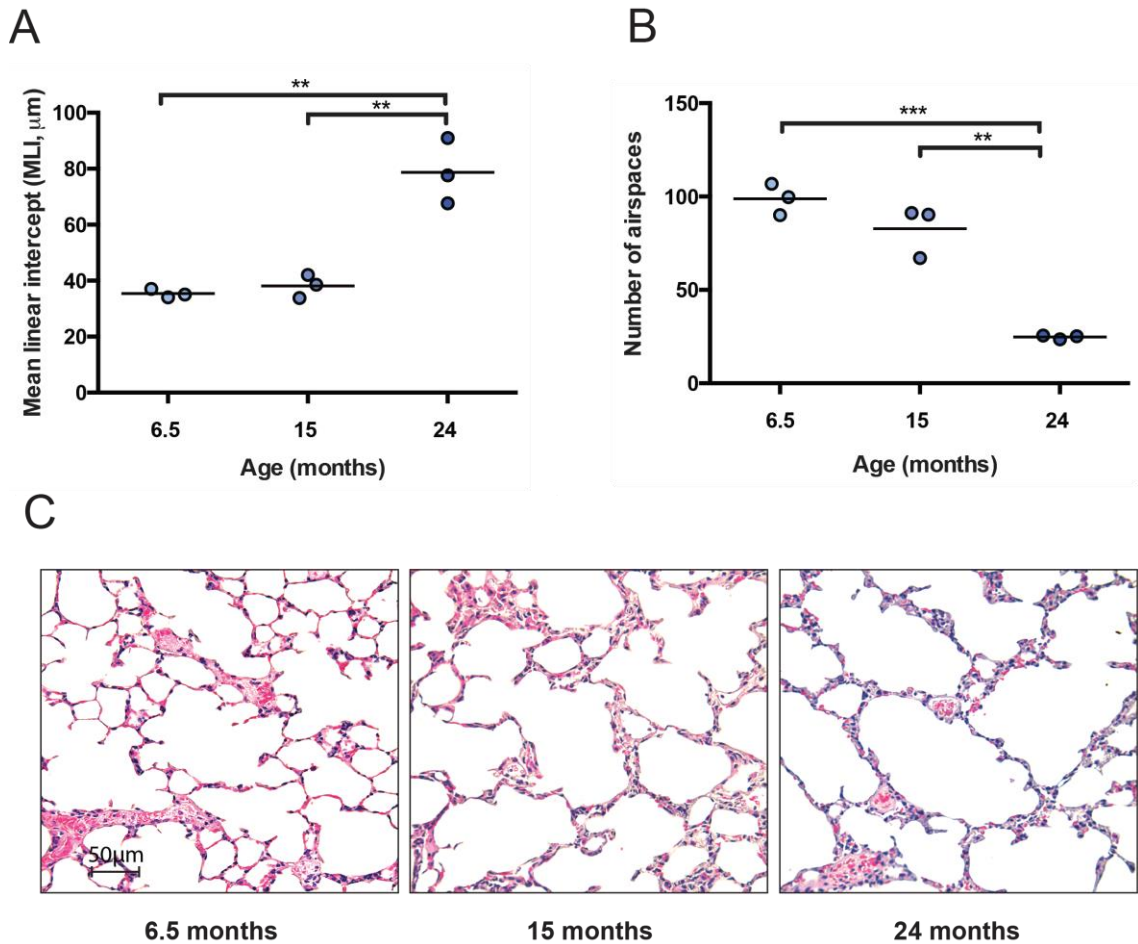 A
Mean linear intercept (MLI, μm)
100
80
60
40
20
0
**
**
6.5 15 24
Age (months)
B
Number of airspaces
150
100
50
0
***
**
6.5 15 24
Age (months)
C
50μm
6.5 months 15 months 24 months